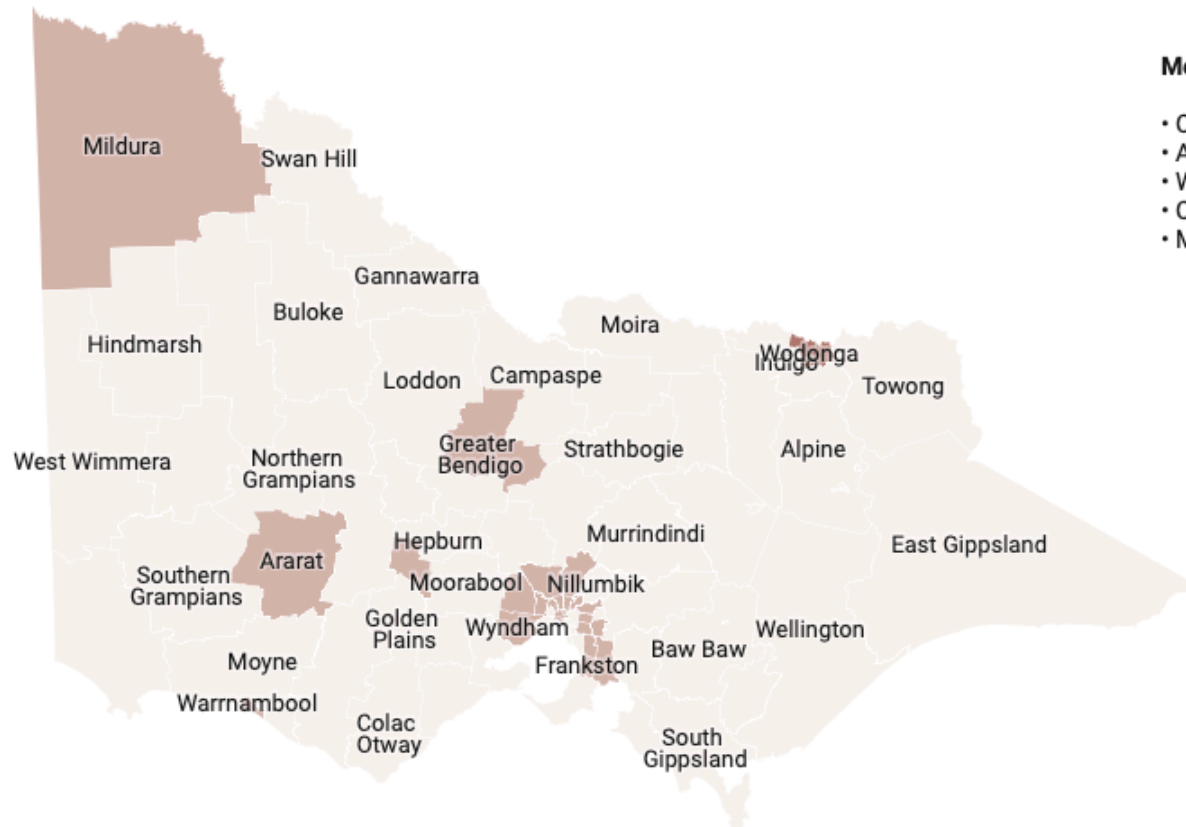 Mildura
Swan Hill
Gannawarra
Buloke
Moira
Hindmarsh
Wodonga
Indigo
Loddon
Campaspe
Towong
Greater
Bendigo
Strathbogie
Alpine
West Wimmera
Northern
Grampians
Hepburn
Murrindindi
East Gippsland
Ararat
Southern
Grampians
Moorabool
Nillumbik
Golden
Plains
Wyndham
Wellington
Baw Baw
Moyne
Frankston
Warrnambool
Colac
Otway
South
Gippsland